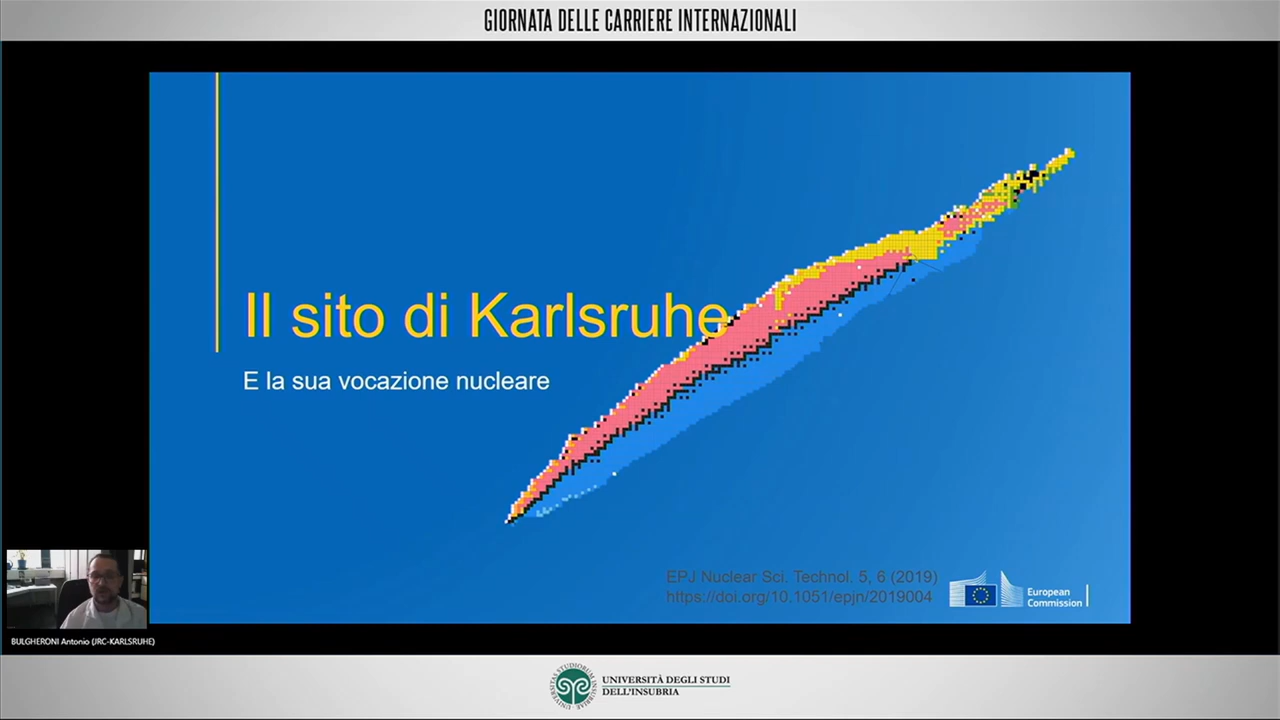 GIORNATA DELLE CARRIERE INTERNAZIONALI
Il sito di Karlsruhe
E la sua vocazione nucleare
EPJ Nuclear Sci. Technol. 5, 6 (2019)
https://doi.org/10.1051/epjn/2019004
European
Commission
BULGHERONI Antonio (JRC-KARLSRUHE)
UNIVERSITÀ DEGLI STUDI
DELL'INSUBRIA